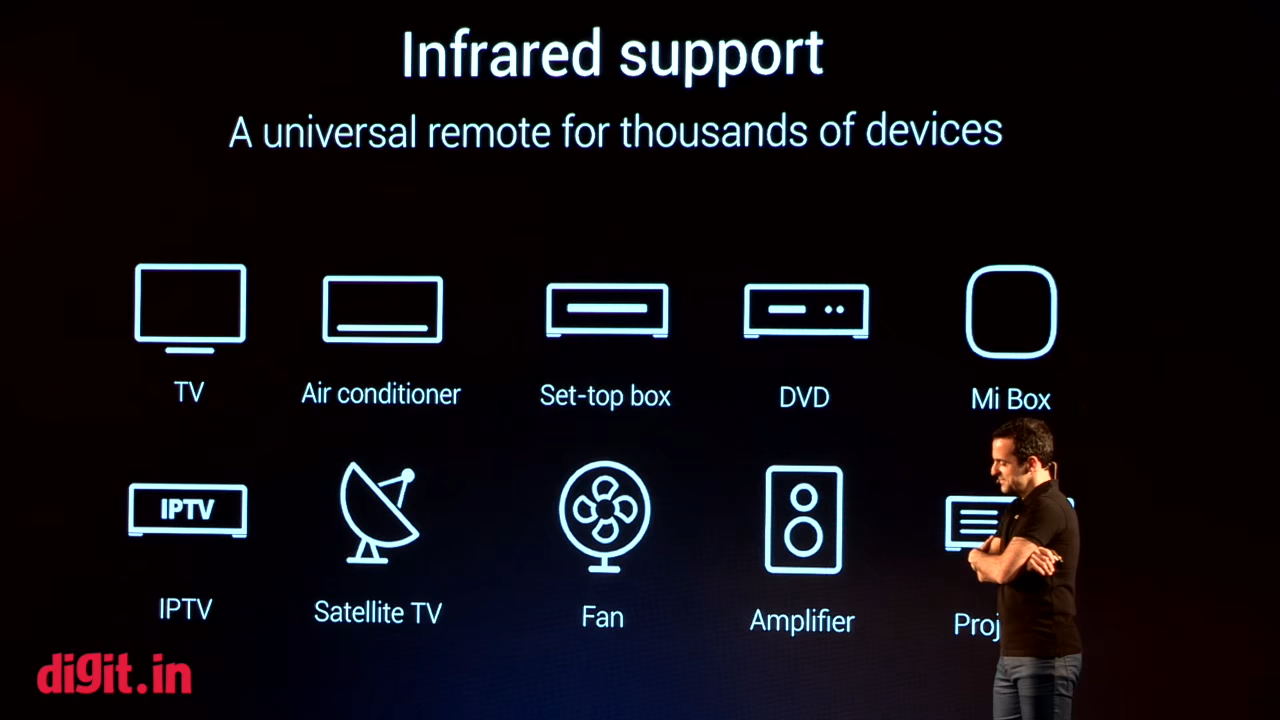 Infrared support
A universal remote for thousands of devices
TV
Air conditioner
Set-top box
DVD
Mi Box
IPTV
IPTV
Satellite TV
Fan
Amplifier
digit.in